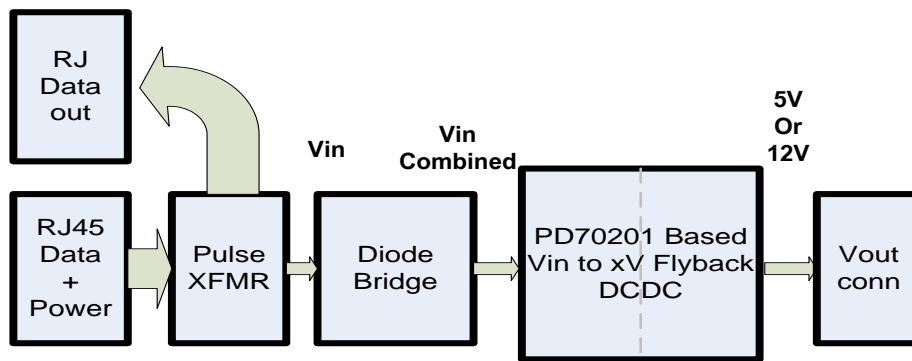 RJ
Data
out
Vin
Vin
Combined
5V
Or
12V
RJ45
Data
+
Power
Pulse
XFMR
Diode
Bridge
PD70201 Based
Vin to xV Flyback
DCDC
Vout
conn